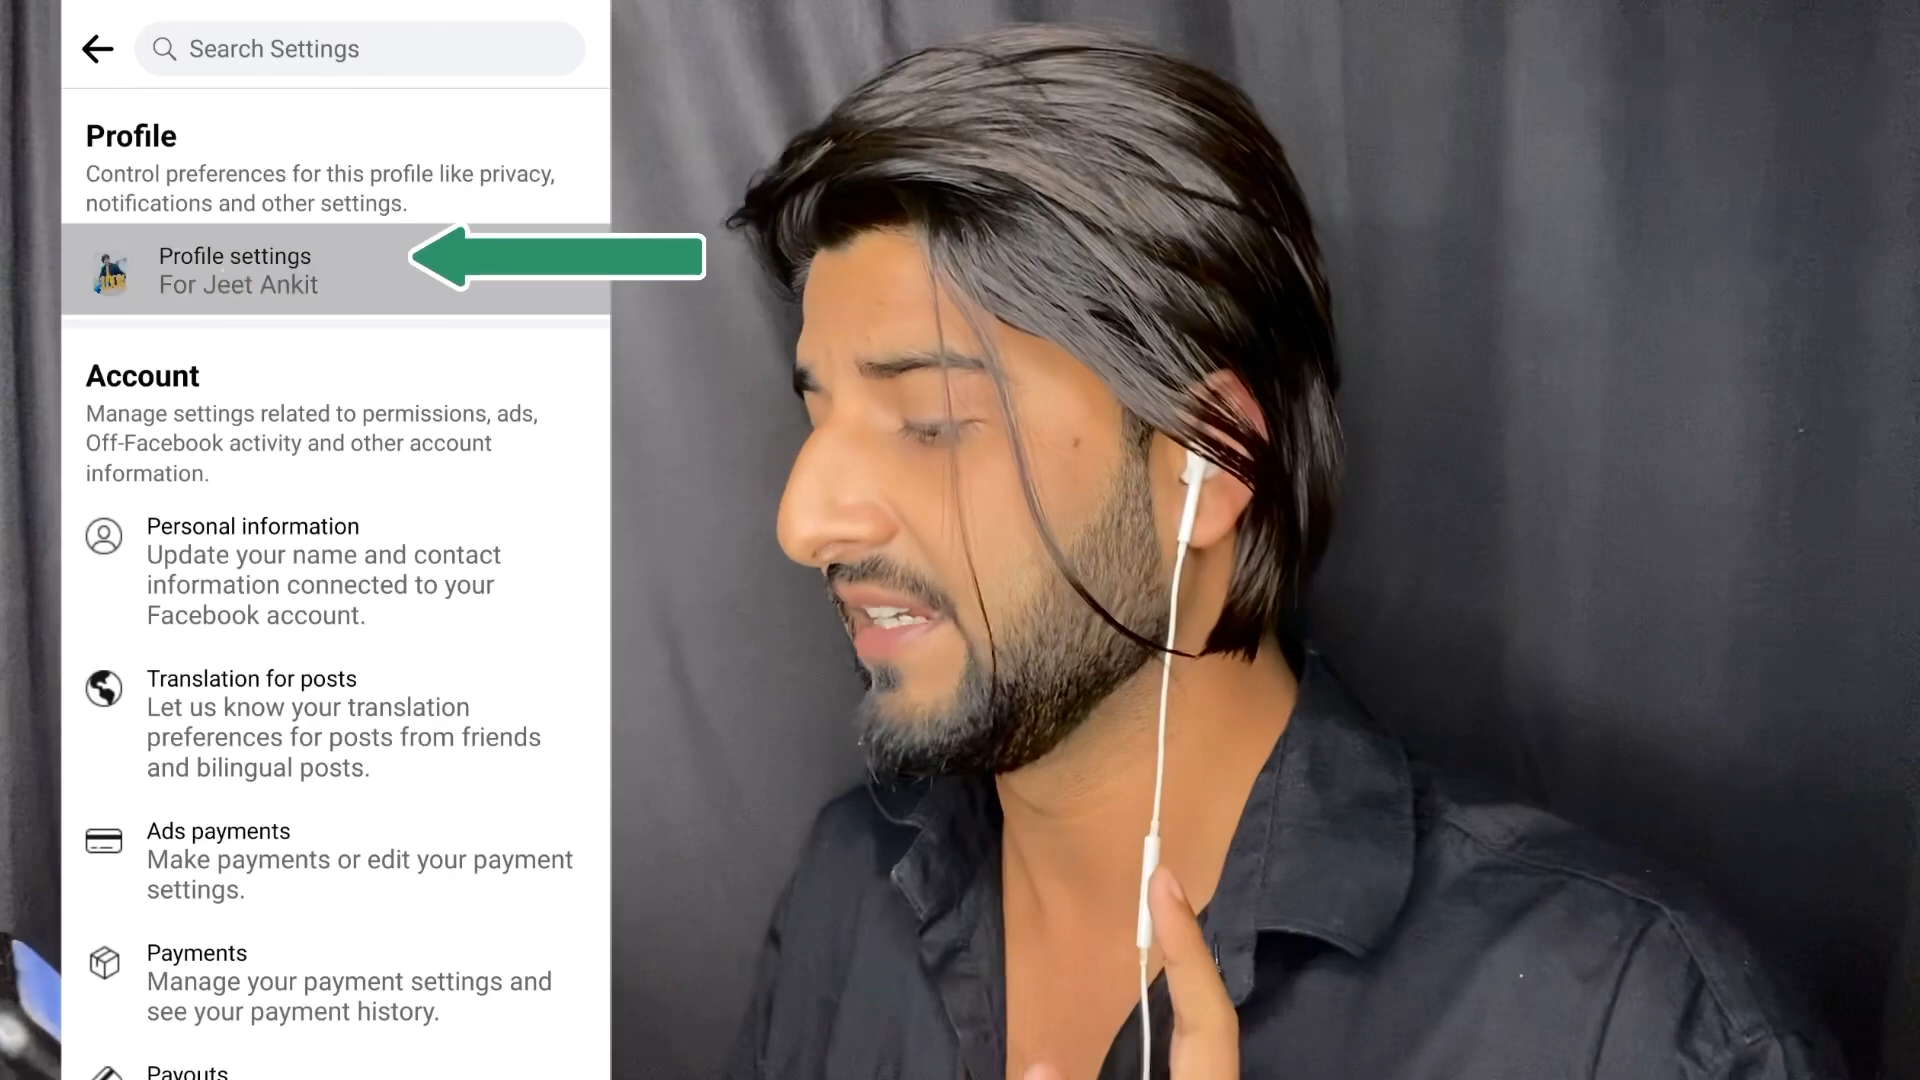 Search Settings
Profile
Control preferences for this profile like privacy,
notifications and other settings.
Profile settings
For Jeet Ankit
Account
Manage settings related to permissions, ads,
Off-Facebook activity and other account
information.
Personal information
Update your name and contact
information connected to your
Facebook account.
Translation for posts
Let us know your translation
preferences for posts from friends
and bilingual posts.
Ads payments
Make payments or edit your payment
settings.
Payments
Manage your payment settings and
see your payment history.
Payouts